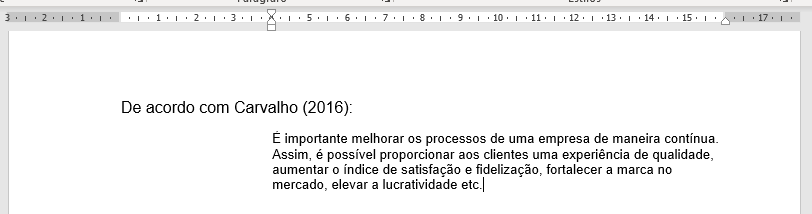 3 2 1 1 2 3 5 6 7 8 9 10 11 12 13 14 15 17
De acordo com Carvalho (2016):
É importante melhorar os processos de uma empresa de maneira contínua.
Assim, é possível proporcionar aos clientes uma experiência de qualidade,
aumentar o índice de satisfação e fidelização, fortalecer a marca no
mercado, elevar a lucratividade etc.